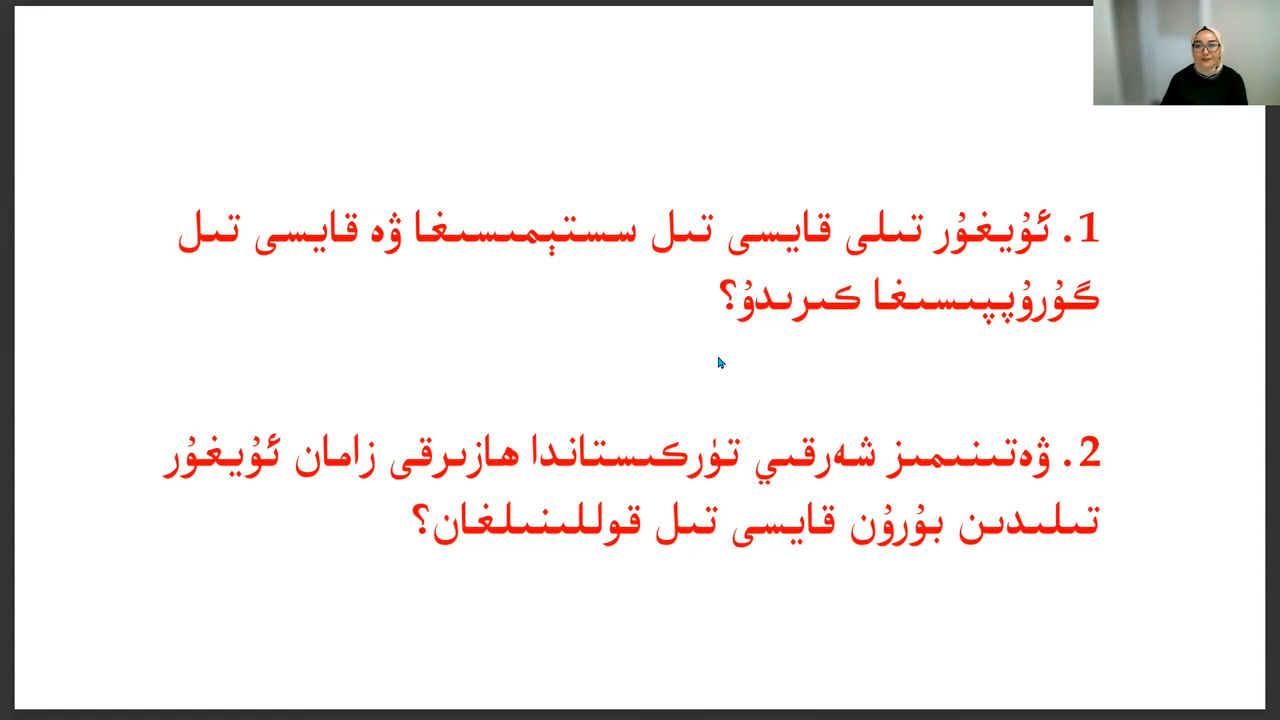 1. ئۇيغۇر تىلى قايسى تىل سىستېمىسىغا ۋە قايسى تىل
گۇرۇپپىسىغا كىرىدۇ؟
2. ۋەتىنىمىز شەرقىي تۈركىستاندا ھازىرقى زامان ئۇيغۇر
تىلىدىن بۇرۇن قايسى تىل قوللىنىلغان؟